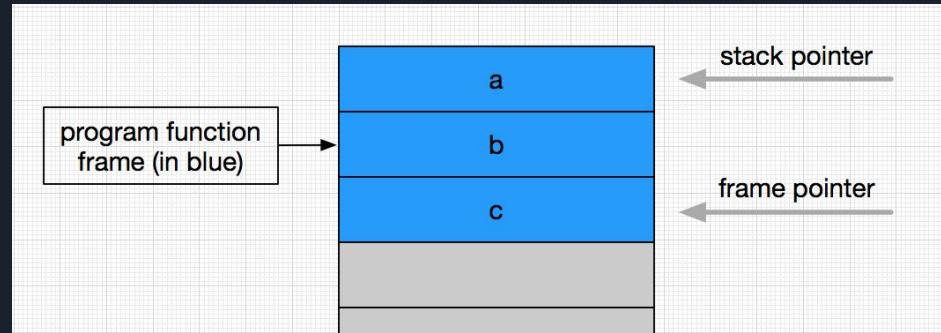 stack pointer
a
program function
frame (in blue)
b
frame pointer
c